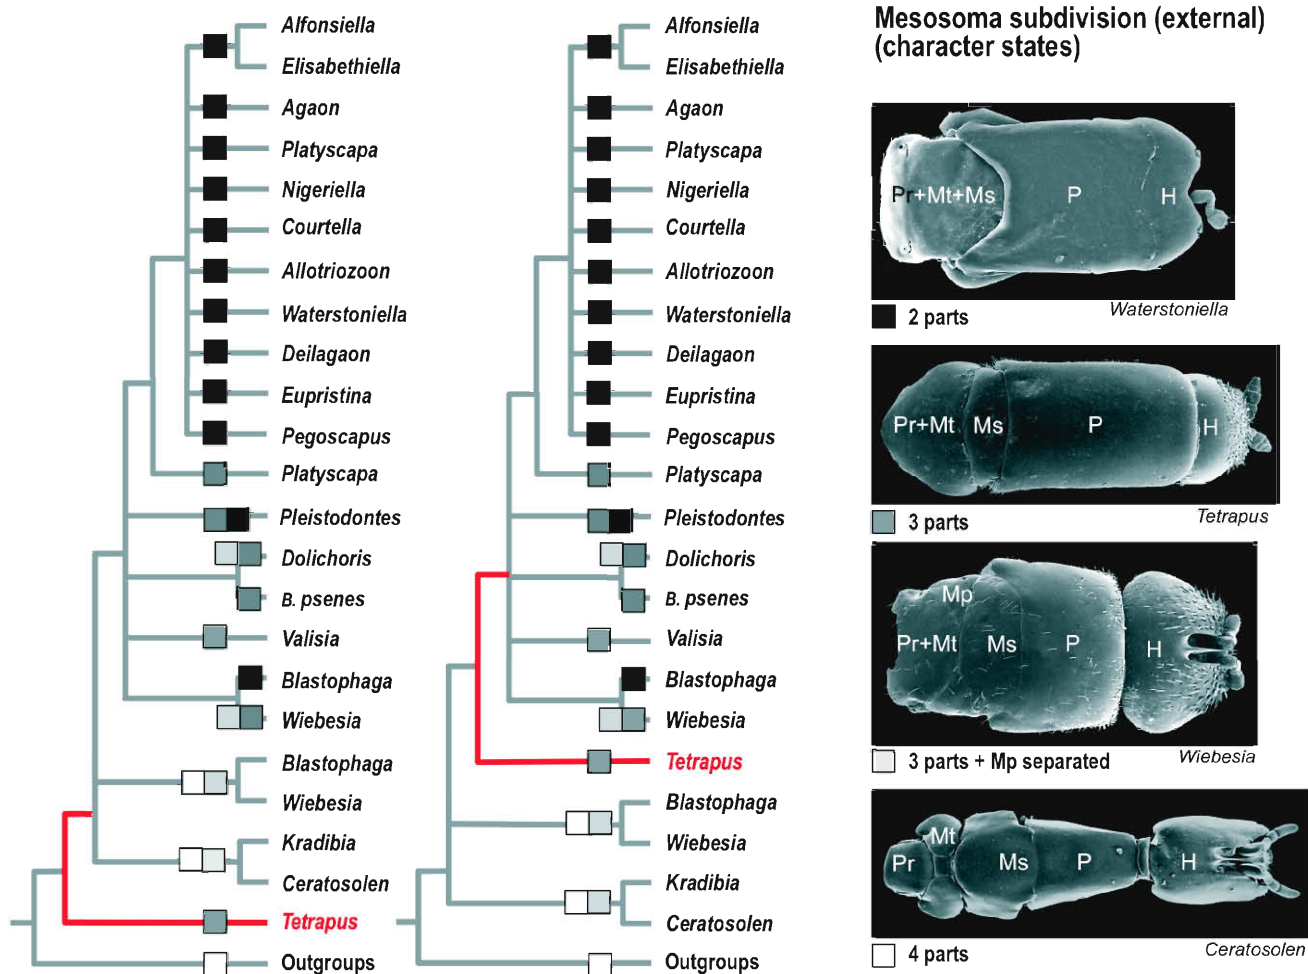 Alfonsiella
Elisabethiella
Agaon
Platyscapa
Nigeriella
Courtella
Allotriozoon
Waterstoniella
Deilagaon
Eupristina
Pegoscapus
Platyscapa
Pleistodontes
Dolichoris
B. psenes
Valisia
Blastophaga
Wiebesia
Blastophaga
Wiebesia
Kradibia
Ceratosolen
Tetrapus
Outgroups
Alfonsiella
Elisabethiella
Agaon
Platyscapa
Nigeriella
Courtella
Allotriozoon
Waterstoniella
Deilagaon
Eupristina
Pegoscapus
Platyscapa
Pleistodontes
Dolichoris
B. psenes
Valisia
Blastophaga
Wiebesia
Tetrapus
Blastophaga
Wiebesia
Kradibia
Ceratosolen
Outgroups
Mesosoma subdivision (external)
(character states)
Pr+Mt+Ms P H
Waterstoniella
2 parts
Pr+Mt Ms P H
Tetrapus
3 parts
Mp
Pr+Mt Ms P H
Wiebesia
3 parts + Mp separated
Mt
Pr Ms P H
Ceratosolen
4 parts